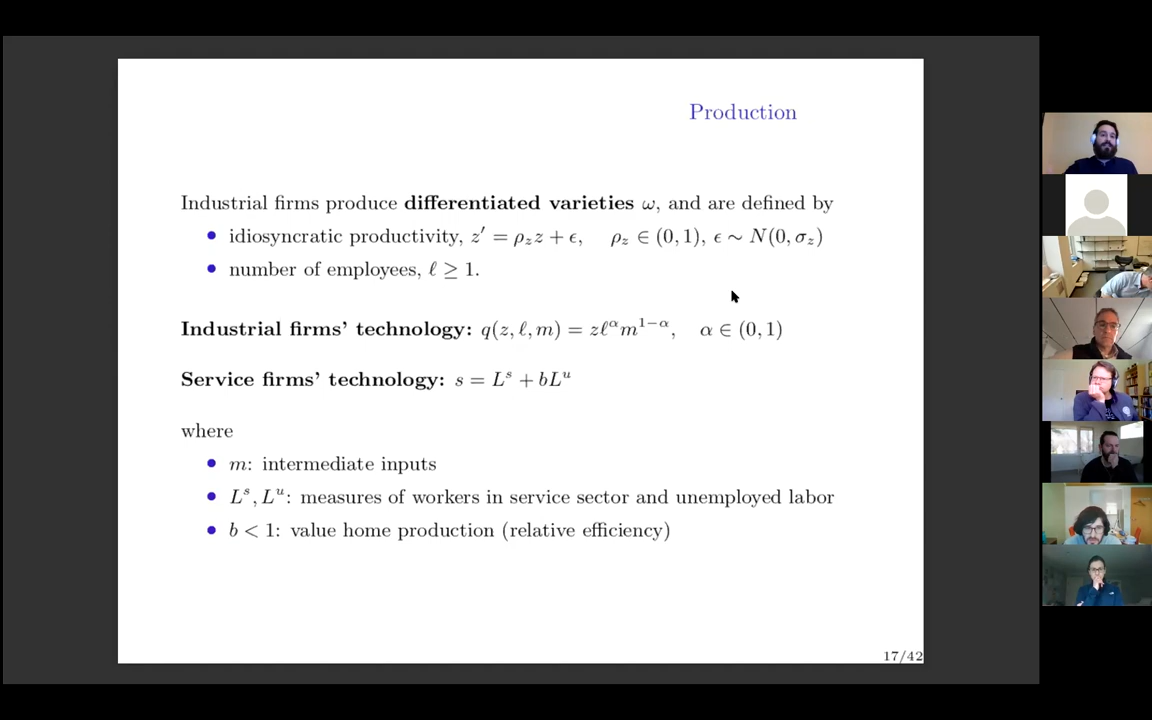 Production
Industrial firms produce differentiated varieties ω, and are defined by
• idiosyncratic productivity, z′ = ρ_z z + ϵ,    ρ_z ∈ (0, 1), ϵ ∼ N(0, σ_z)
• number of employees, ℓ ≥ 1.
Industrial firms' technology: q(z, ℓ, m) = zℓ^α m^{1−α},    α ∈ (0, 1)
Service firms' technology: s = L^s + bL^u
where
• m: intermediate inputs
• L^s, L^u: measures of workers in service sector and unemployed labor
• b < 1: value home production (relative efficiency)
17/42